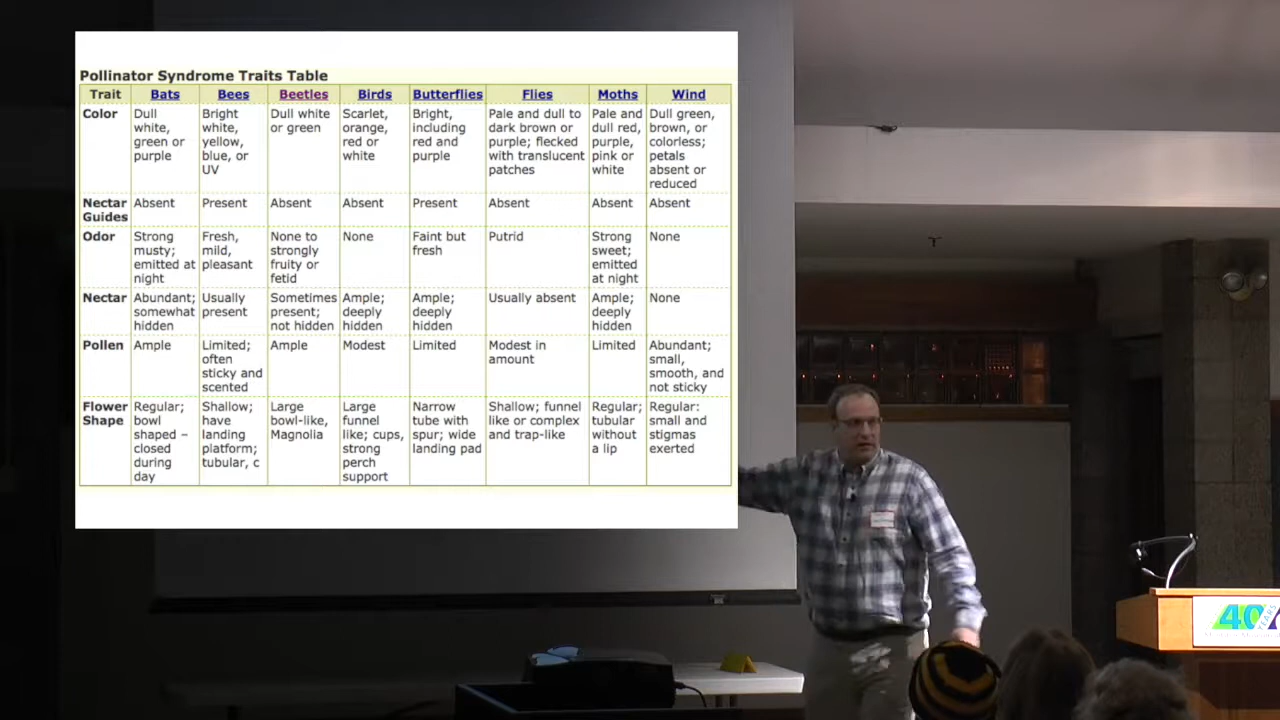 Pollinator Syndrome Traits Table
Trait Bats Bees Beetles Birds Butterflies Flies Moths Wind
Color Dull Bright Dull white Scarlet, Bright, Pale and dull to Pale and Dull green,
white, white, or green orange, including dark brown or dull red, brown, or
green or yellow, red or red and purple; flecked purple, colorless;
purple blue, or white purple with translucent pink or petals
UV patches white absent or
reduced
Nectar Absent Present Absent Absent Present Absent Absent Absent
Guides
Odor Strong Fresh, None to None Faint but Putrid Strong None
musty; mild, strongly fresh sweet;
emitted at pleasant fruity or emitted
night fetid at night
Nectar Abundant; Usually Sometimes Ample; Ample; Usually absent Ample; None
somewhat present present; deeply deeply deeply
hidden not hidden hidden hidden hidden
Pollen Ample Limited; Ample Modest Limited Modest in Limited Abundant;
often amount small,
sticky and smooth, and
scented not sticky
Flower Regular; Shallow; Large Large Narrow Shallow; funnel Regular; Regular:
Shape bowl have bowl-like, funnel tube with like or complex tubular small and
shaped – landing Magnolia like; cups, spur; wide and trap-like without stigmas
closed platform; strong landing pad a lip exerted
during tubular, c perch
day support
40
YEARS